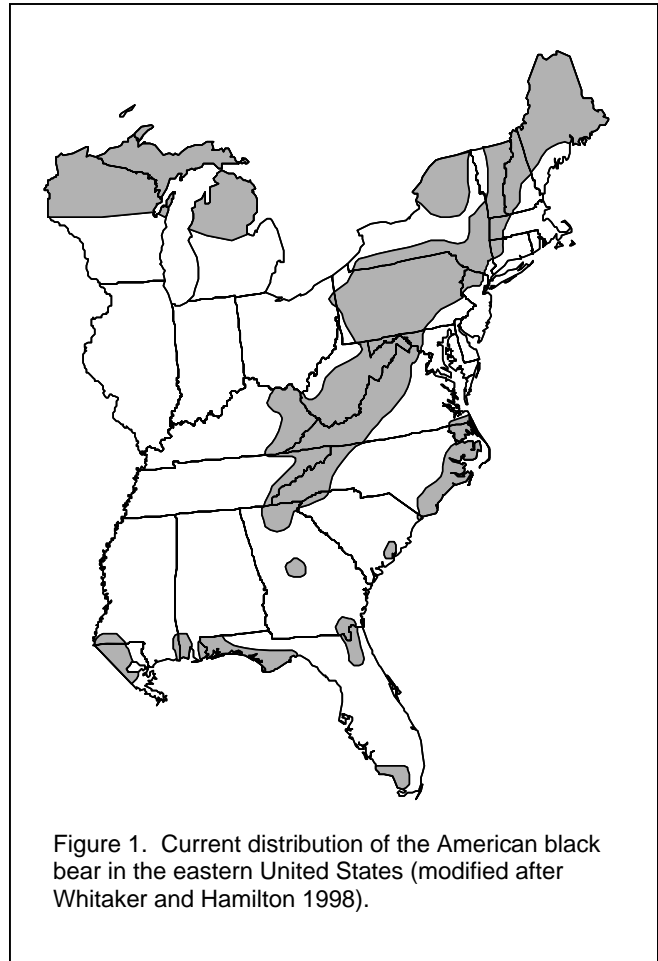 Figure 1.  Current distribution of the American black
bear in the eastern United States (modified after
Whitaker and Hamilton 1998).